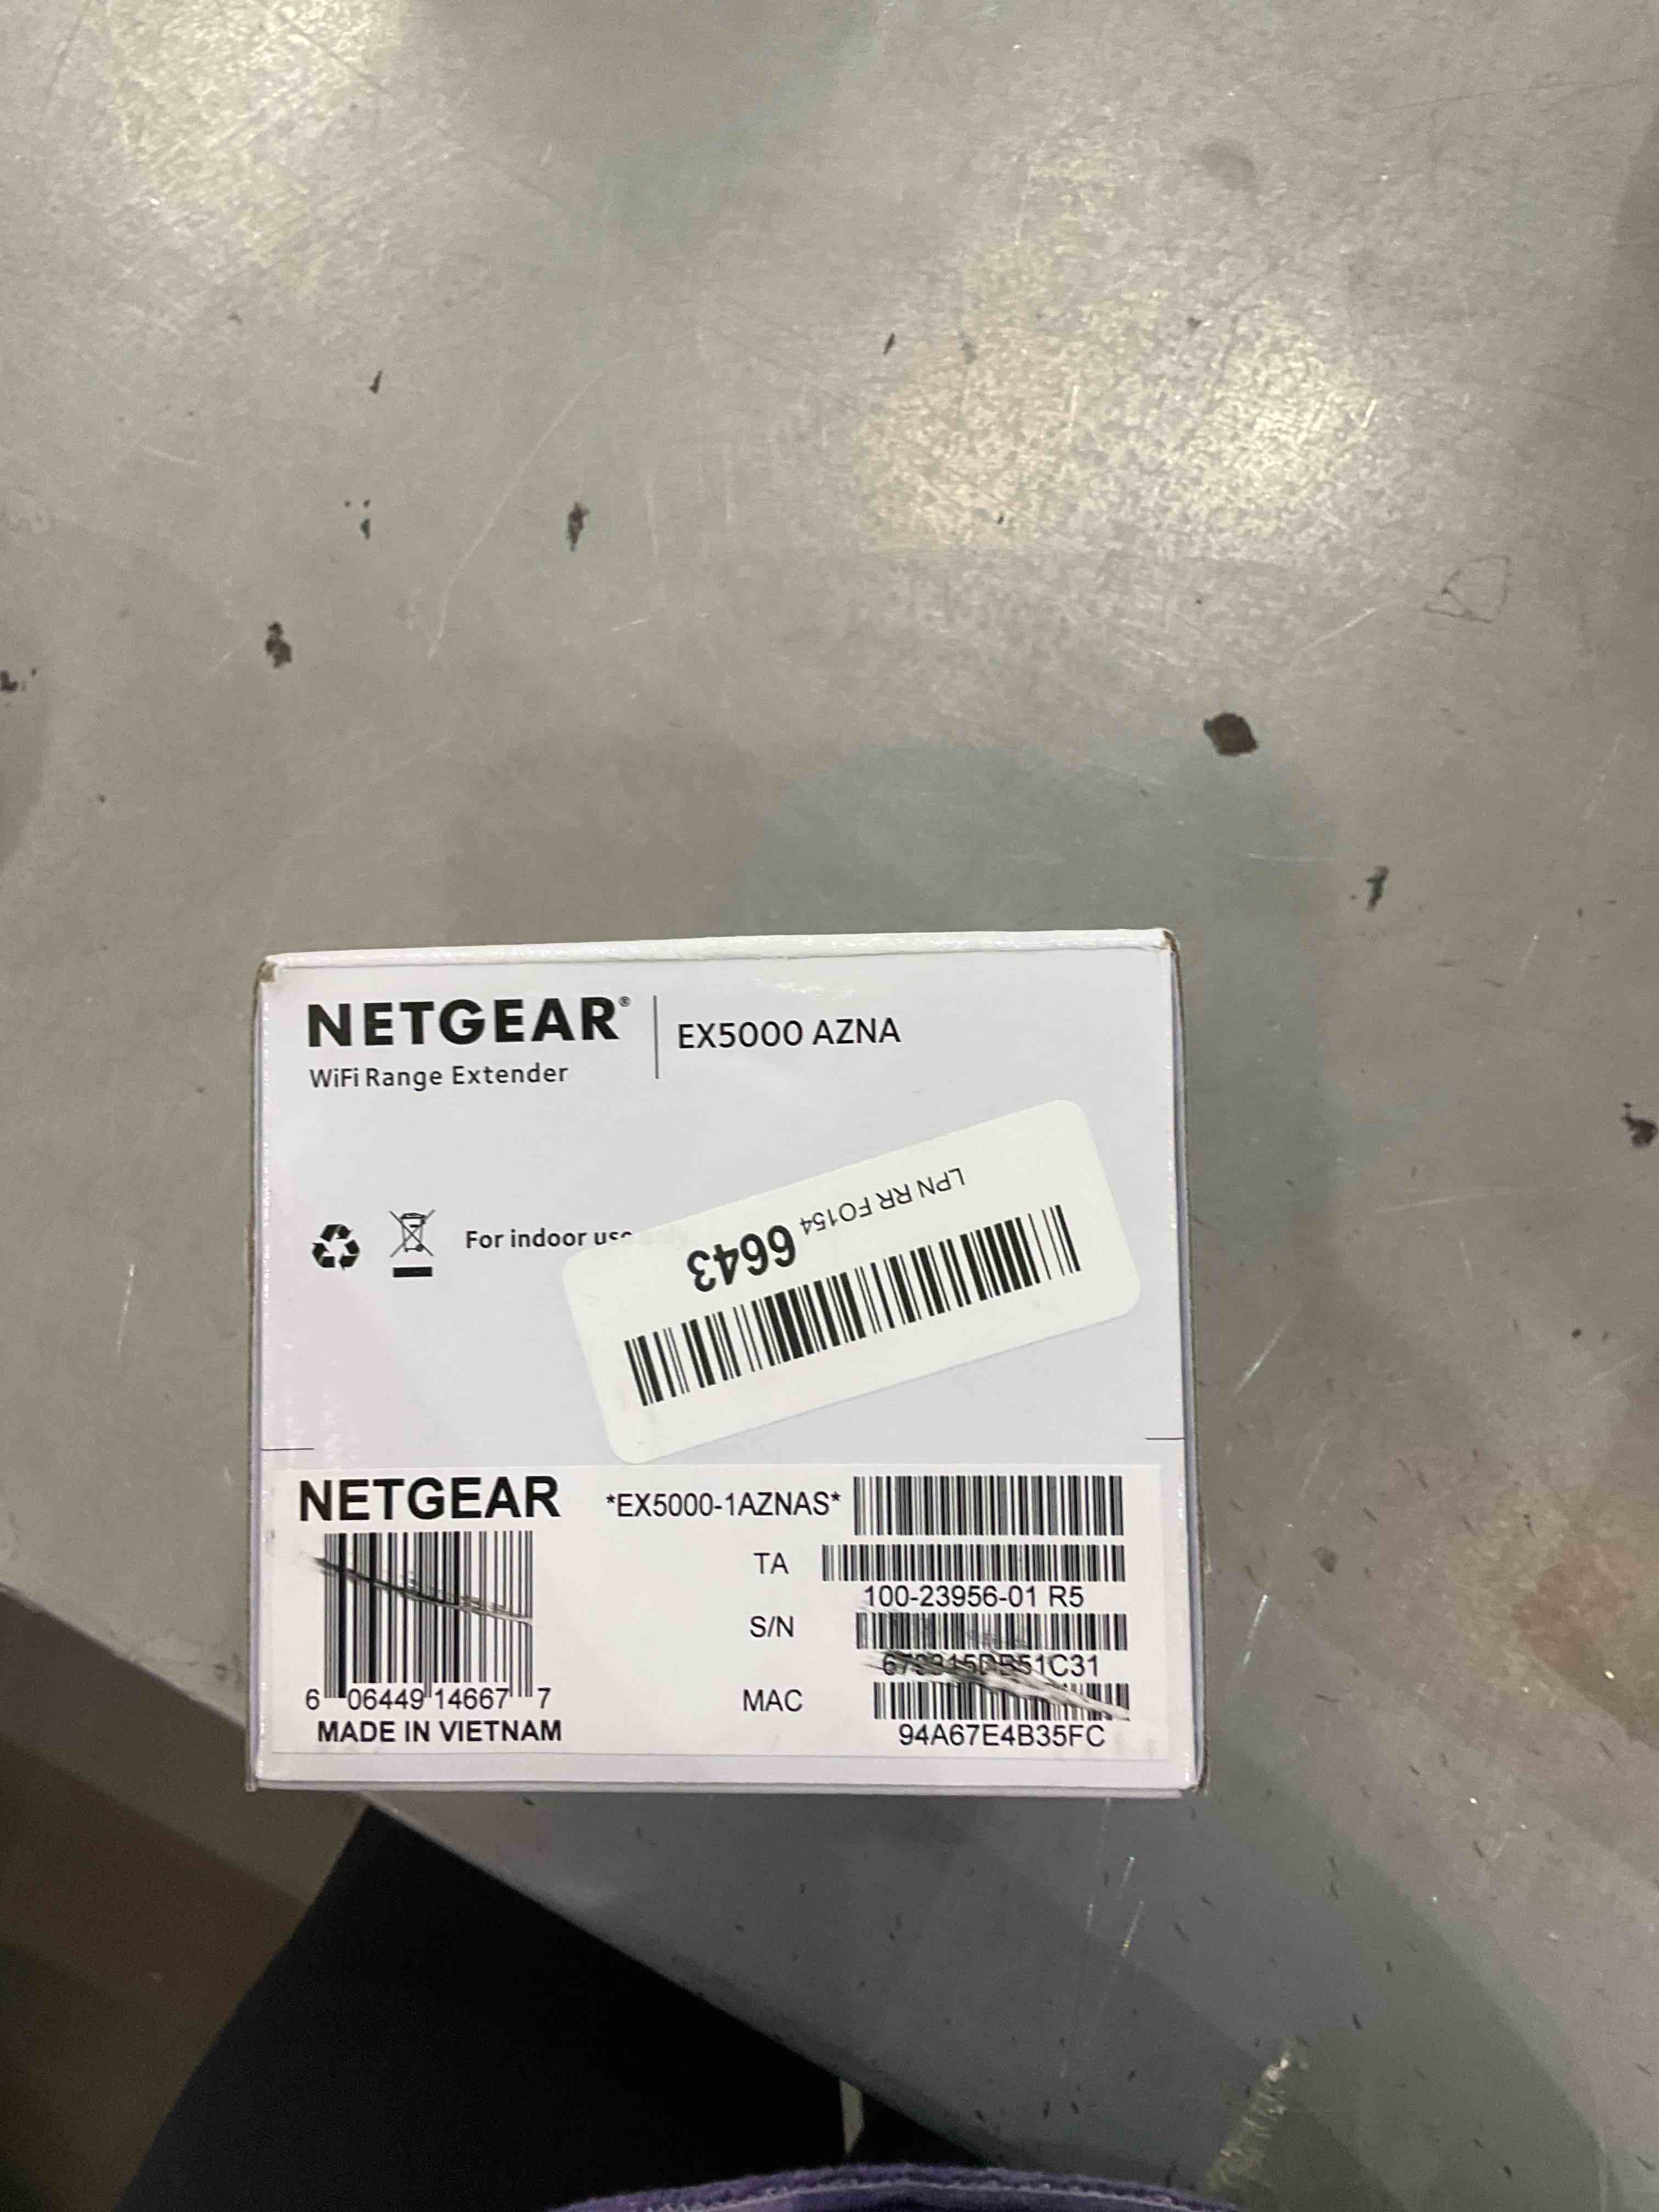 NETGEAR®
EX5000 AZNA
WiFi Range Extender
For indoor use
LPN RR FO154 6643
NETGEAR
*EX5000-1AZNAS*
TA
100-23956-01 R5
S/N
MAC
94A67E4B35FC
6 06449 14667 7
MADE IN VIETNAM